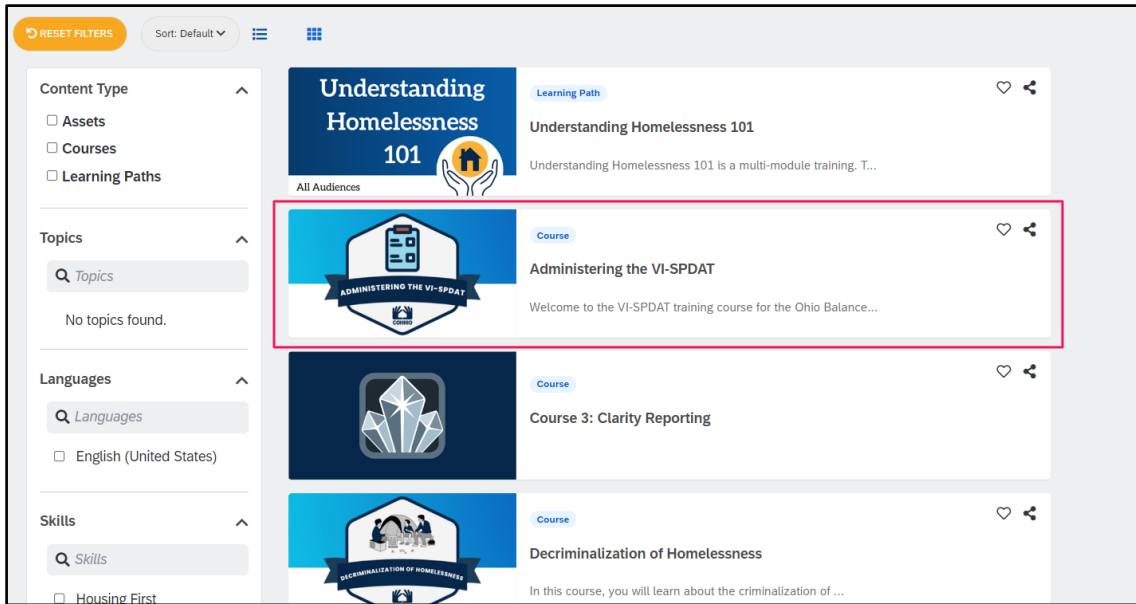 RESET FILTERS
Sort: Default
Content Type
Assets
Courses
Learning Paths
Topics
Topics
No topics found.
Languages
Languages
English (United States)
Skills
Skills
Housing First
Understanding
Homelessness
101
All Audiences
Learning Path
Understanding Homelessness 101
Understanding Homelessness 101 is a multi-module training. T...
ADMINISTERING THE VI-SPDAT
COHHIO
Course
Administering the VI-SPDAT
Welcome to the VI-SPDAT training course for the Ohio Balance...
Course
Course 3: Clarity Reporting
DECRIMINALIZATION OF HOMELESSNESS
Course
Decriminalization of Homelessness
In this course, you will learn about the criminalization of ...